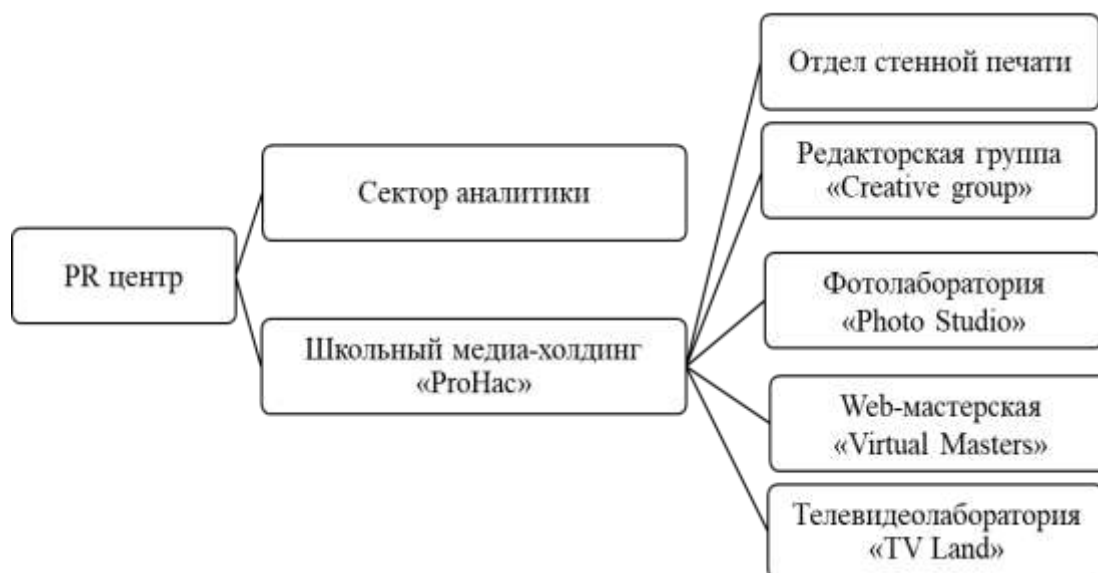 PR центр
Сектор аналитики
Школьный медиа-холдинг
«ProНас»
Отдел стенной печати
Редакторская группа
«Creative group»
Фотолаборатория
«Photo Studio»
Web-мастерская
«Virtual Masters»
Телевидеолаборатория
«TV Land»